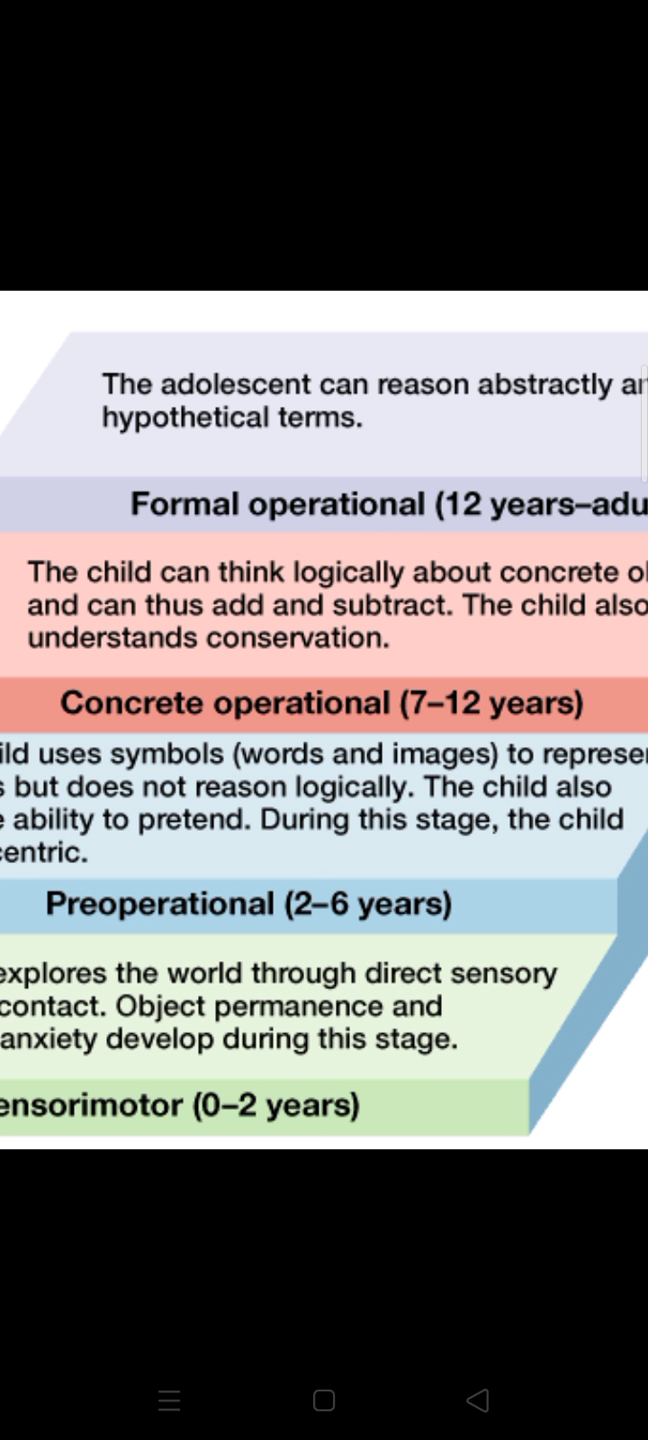 The adolescent can reason abstractly
hypothetical terms.
Formal operational (12 years–adu
The child can think logically about concrete
and can thus add and subtract. The child also
understands conservation.
Concrete operational (7–12 years)
ild uses symbols (words and images) to represe
s but does not reason logically. The child also
e ability to pretend. During this stage, the child
centric.
Preoperational (2–6 years)
explores the world through direct sensory
contact. Object permanence and
anxiety develop during this stage.
ensorimotor (0–2 years)